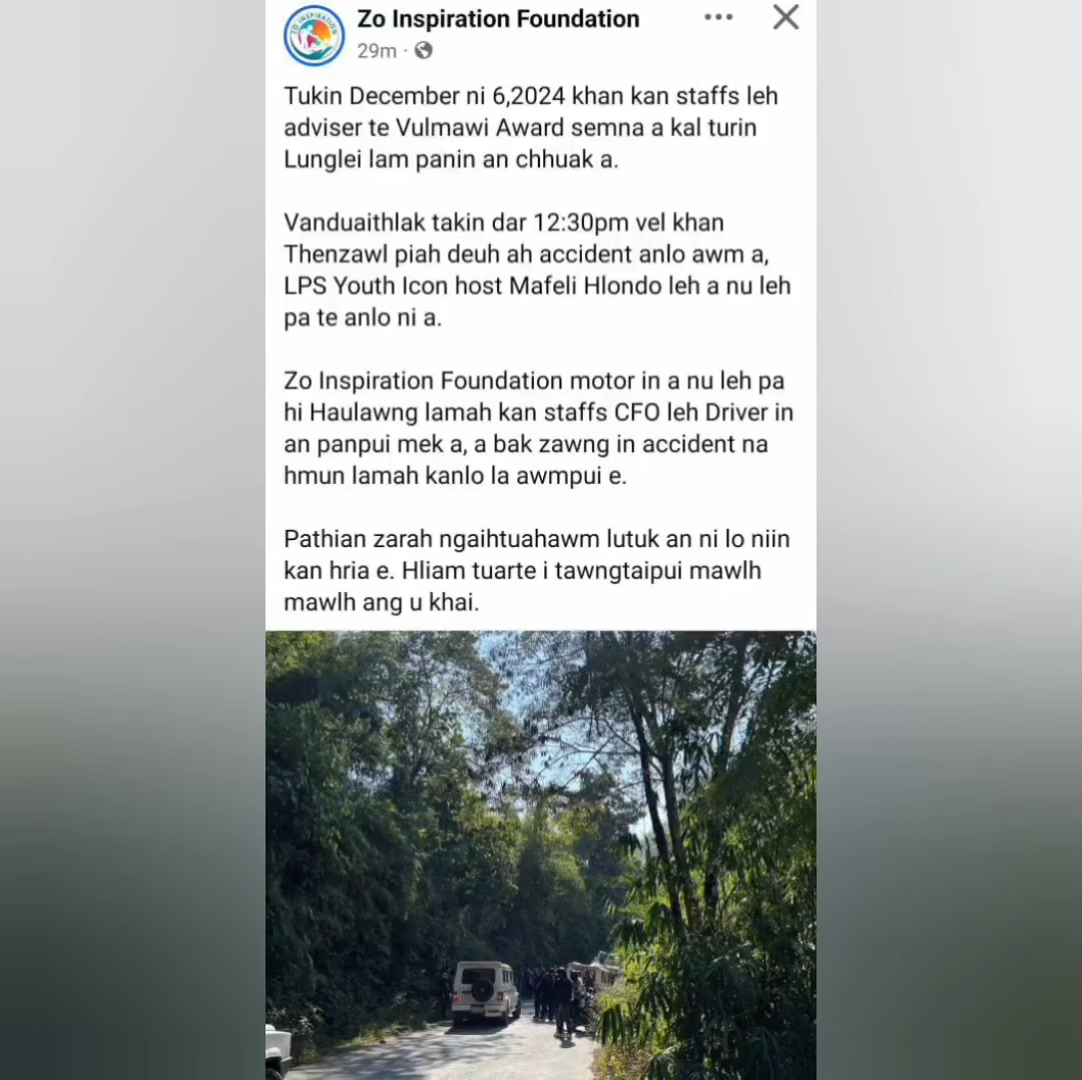 Zo Inspiration Foundation
29m
Tukin December ni 6,2024 khan kan staffs leh
adviser te Vulmawi Award semna a kal turin
Lunglei lam panin an chhuak a.
Vanduaithlak takin dar 12:30pm vel khan
Thenzawl piah deuh ah accident anlo awm a,
LPS Youth Icon host Mafeli Hlondo leh a nu leh
pa te anlo ni a.
Zo Inspiration Foundation motor in a nu leh pa
hi Haulawng lamah kan staffs CFO leh Driver in
an panpui mek a, a bak zawng in accident na
hmun lamah kanlo la awmpui e.
Pathian zarah ngaihtuahawm lutuk an ni lo niin
kan hria e. Hliam tuarte i tawngtaipui mawlh
mawlh ang u khai.